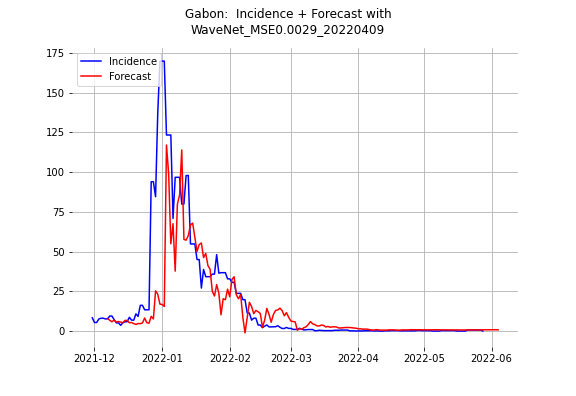 Gabon:  Incidence + Forecast with
WaveNet_MSE0.0029_20220409
Incidence
Forecast
175
150
125
100
75
50
25
0
2021-12 2022-01 2022-02 2022-03 2022-04 2022-05 2022-06